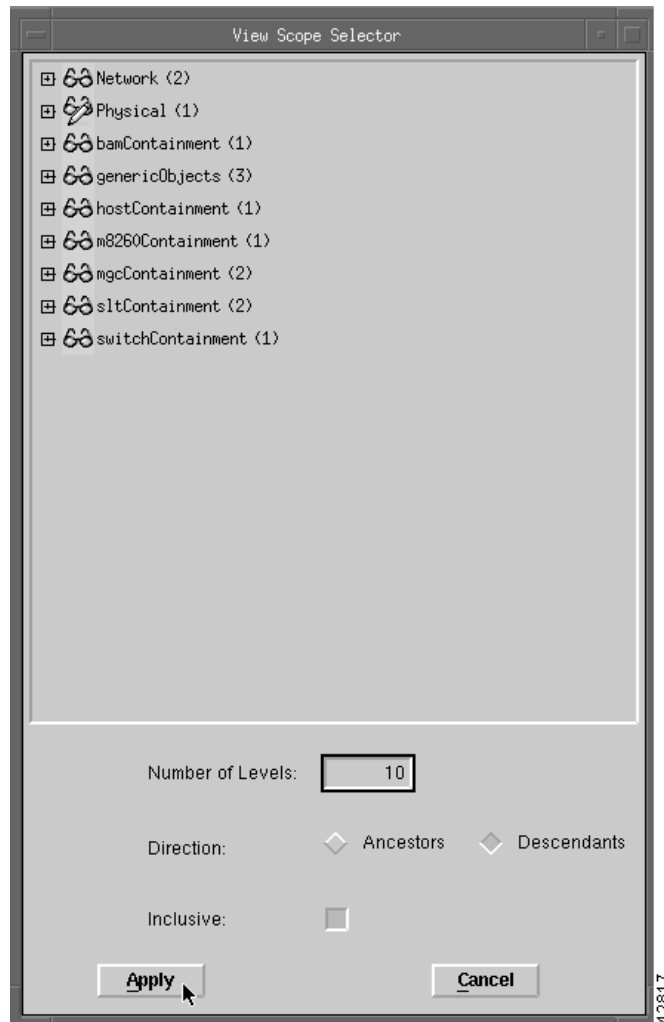 View Scope Selector
Network (2)
Physical (1)
bamContainment (1)
genericObjects (3)
hostContainment (1)
m8260Containment (1)
mgcContainment (2)
sltContainment (2)
switchContainment (1)
Number of Levels: 10
Direction: Ancestors Descendants
Inclusive:
Apply Cancel
42817